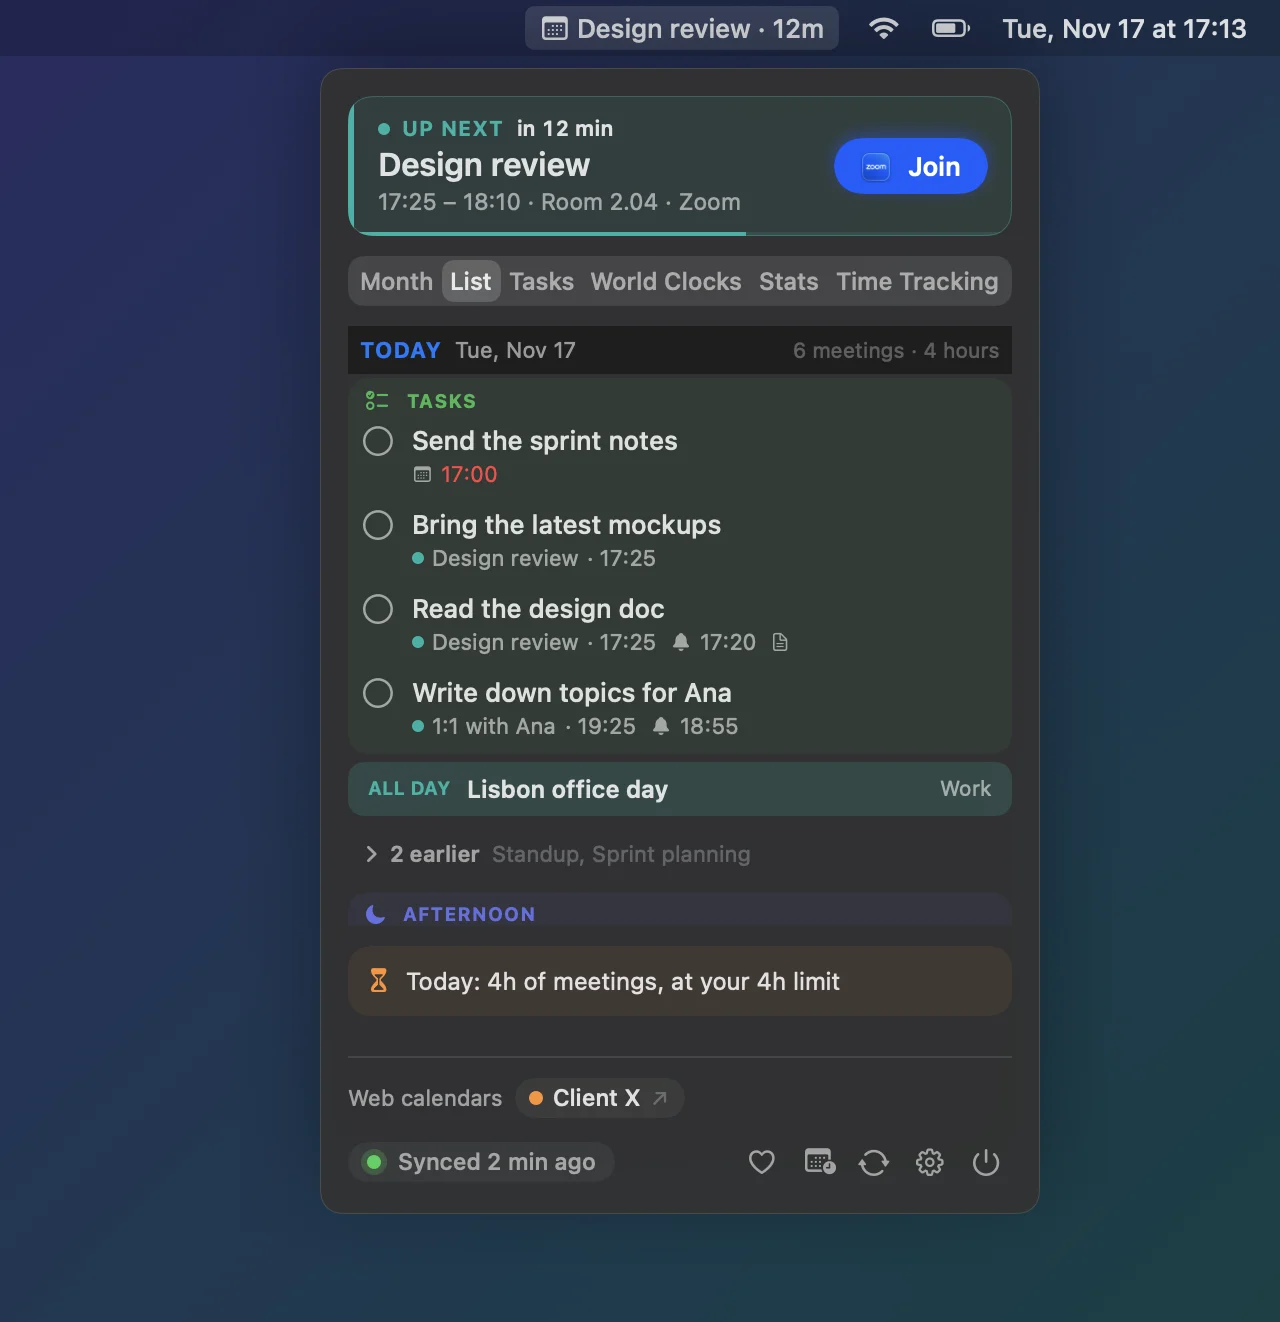 Design review · 12m
Tue, Nov 17 at 17:13
UP NEXT in 12 min
Design review
17:25 – 18:10 · Room 2.04 · Zoom
zoom
Join
Month List Tasks World Clocks Stats Time Tracking
TODAY Tue, Nov 17
6 meetings · 4 hours
TASKS
Send the sprint notes
17:00
Bring the latest mockups
Design review · 17:25
Read the design doc
Design review · 17:25 17:20
Write down topics for Ana
1:1 with Ana · 19:25 18:55
ALL DAY Lisbon office day Work
2 earlier Standup, Sprint planning
AFTERNOON
Today: 4h of meetings, at your 4h limit
Web calendars Client X
Synced 2 min ago